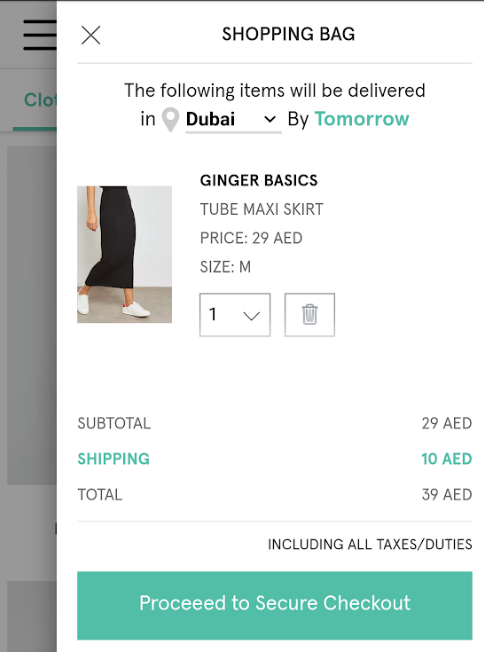 SHOPPING BAG
Clot
The following items will be delivered
in Dubai By Tomorrow
GINGER BASICS
TUBE MAXI SKIRT
PRICE: 29 AED
SIZE: M
1
SUBTOTAL 29 AED
SHIPPING 10 AED
TOTAL 39 AED
INCLUDING ALL TAXES/DUTIES
Proceeed to Secure Checkout